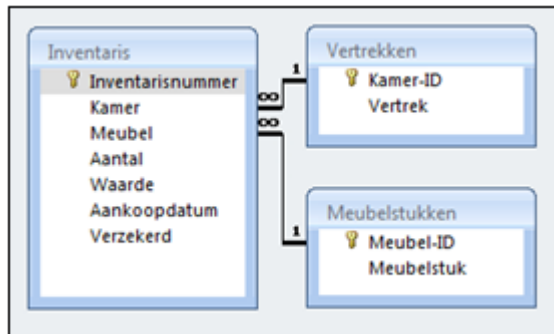 Inventaris
Inventarisnummer
Kamer
Meubel
Aantal
Waarde
Aankoopdatum
Verzekerd
∞
∞
1
1
Vertrekken
Kamer-ID
Vertrek
Meubelstukken
Meubel-ID
Meubelstuk